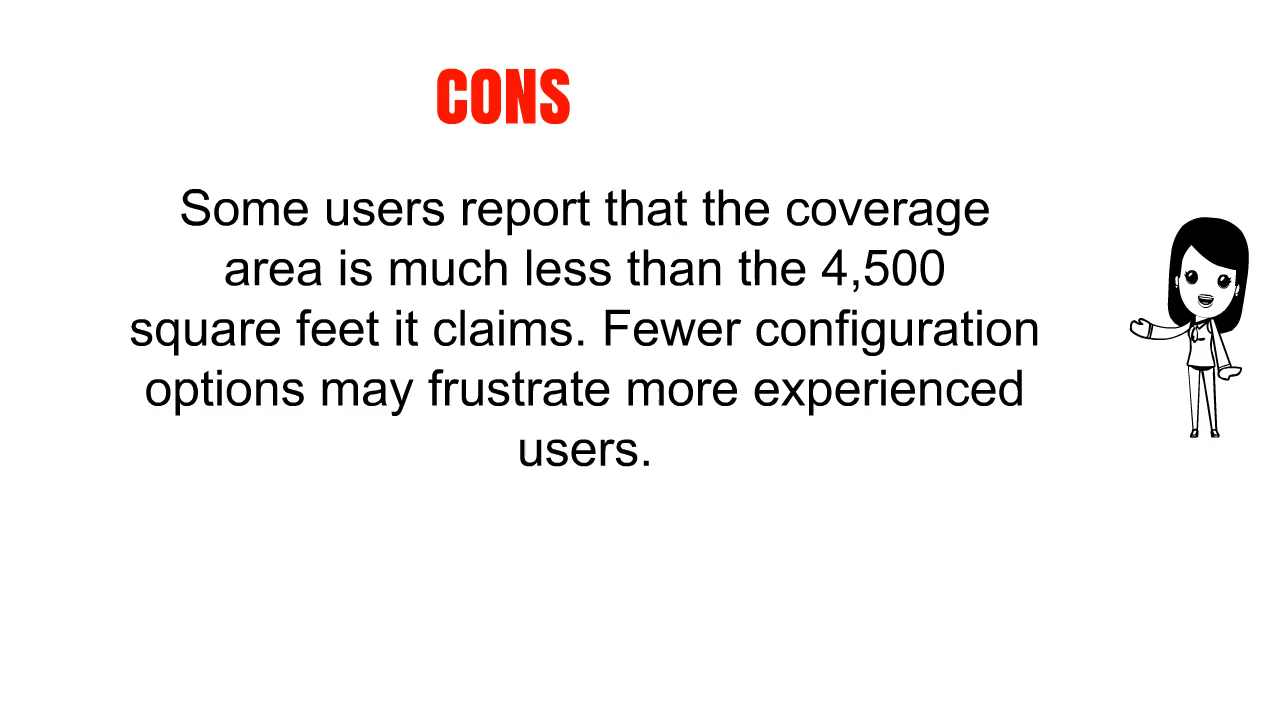 CONS
Some users report that the coverage
area is much less than the 4,500
square feet it claims. Fewer configuration
options may frustrate more experienced
users.